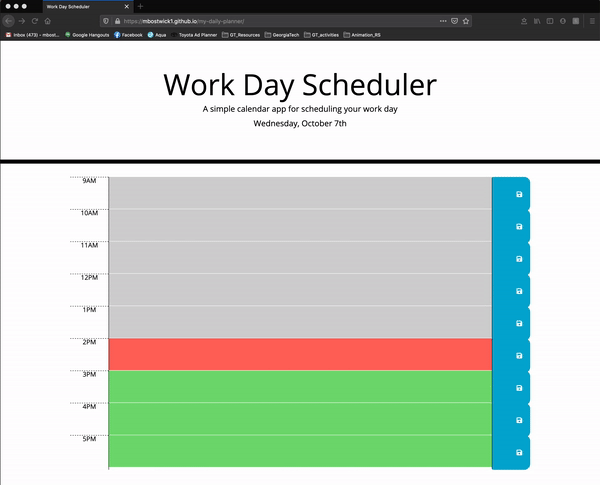 Work Day Scheduler
https://mbostwick1.github.io/my-daily-planner/
Inbox (473) - mbost... Google Hangouts Facebook Aqua Toyota Ad Planner GT_Resources GeorgiaTech GT_activities Animation_RS
Work Day Scheduler
A simple calendar app for scheduling your work day
Wednesday, October 7th
9AM
10AM
11AM
12PM
1PM
2PM
3PM
4PM
5PM